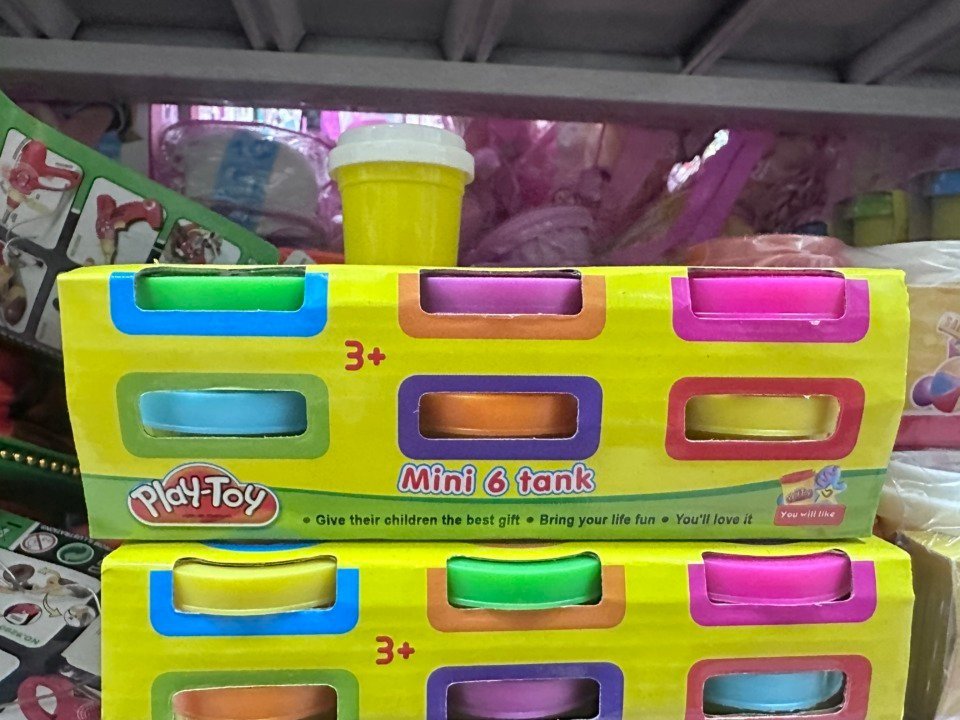 3+
Mini 6 tank
Play-Toy
• Give their children the best gift • Bring your life fun • You'll love it
You will like
3+